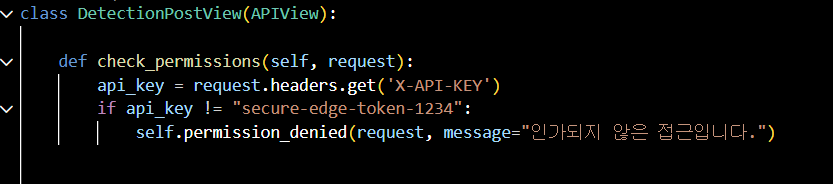 class DetectionPostView(APIView):
def check_permissions(self, request):
api_key = request.headers.get('X-API-KEY')
if api_key != "secure-edge-token-1234":
self.permission_denied(request, message="인가되지 않은 접근입니다.")